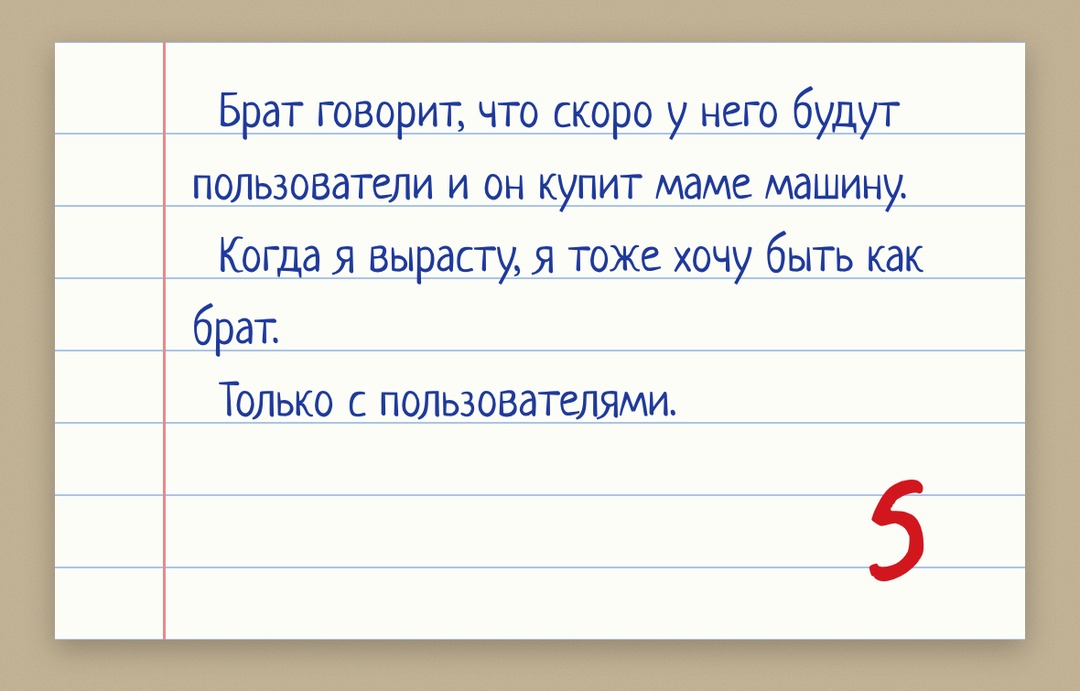 Брат говорит, что скоро у него будут
пользователи и он купит маме машину.
Когда я вырасту, я тоже хочу быть как
брат.
Только с пользователями.
5